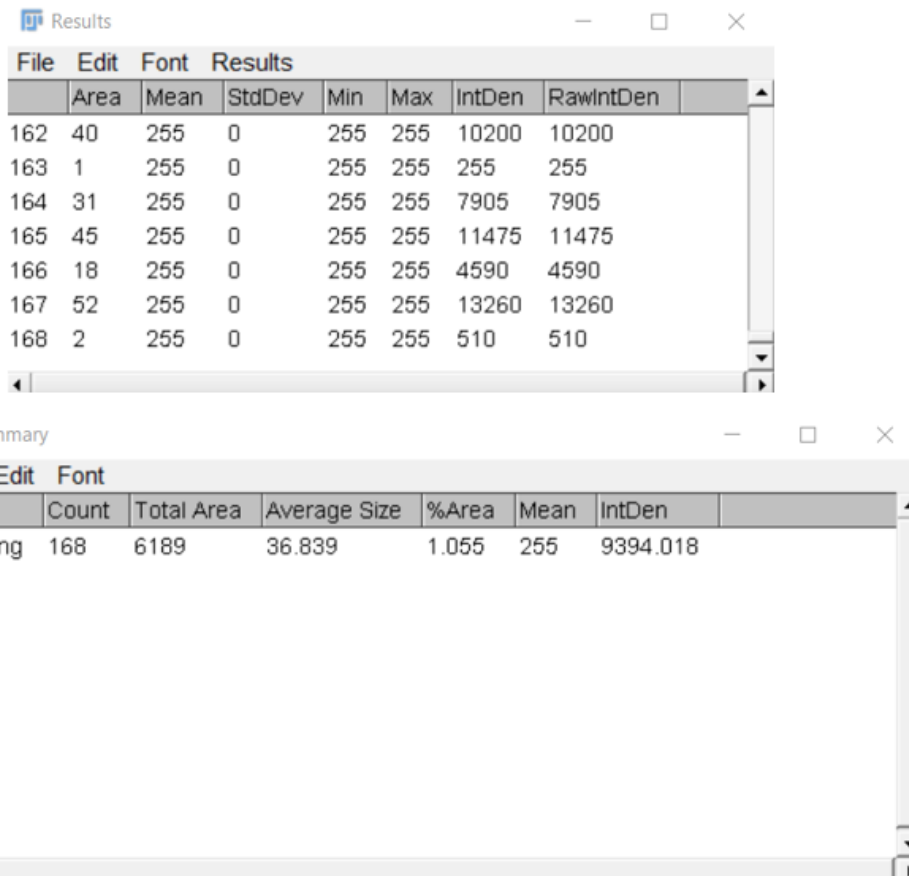 Results
File Edit Font Results
Area Mean StdDev Min Max IntDen RawIntDen
162 40 255 0 255 255 10200 10200
163 1 255 0 255 255 255 255
164 31 255 0 255 255 7905 7905
165 45 255 0 255 255 11475 11475
166 18 255 0 255 255 4590 4590
167 52 255 0 255 255 13260 13260
168 2 255 0 255 255 510 510
mmary
Edit Font
Count Total Area Average Size %Area Mean IntDen
ng 168 6189 36.839 1.055 255 9394.018